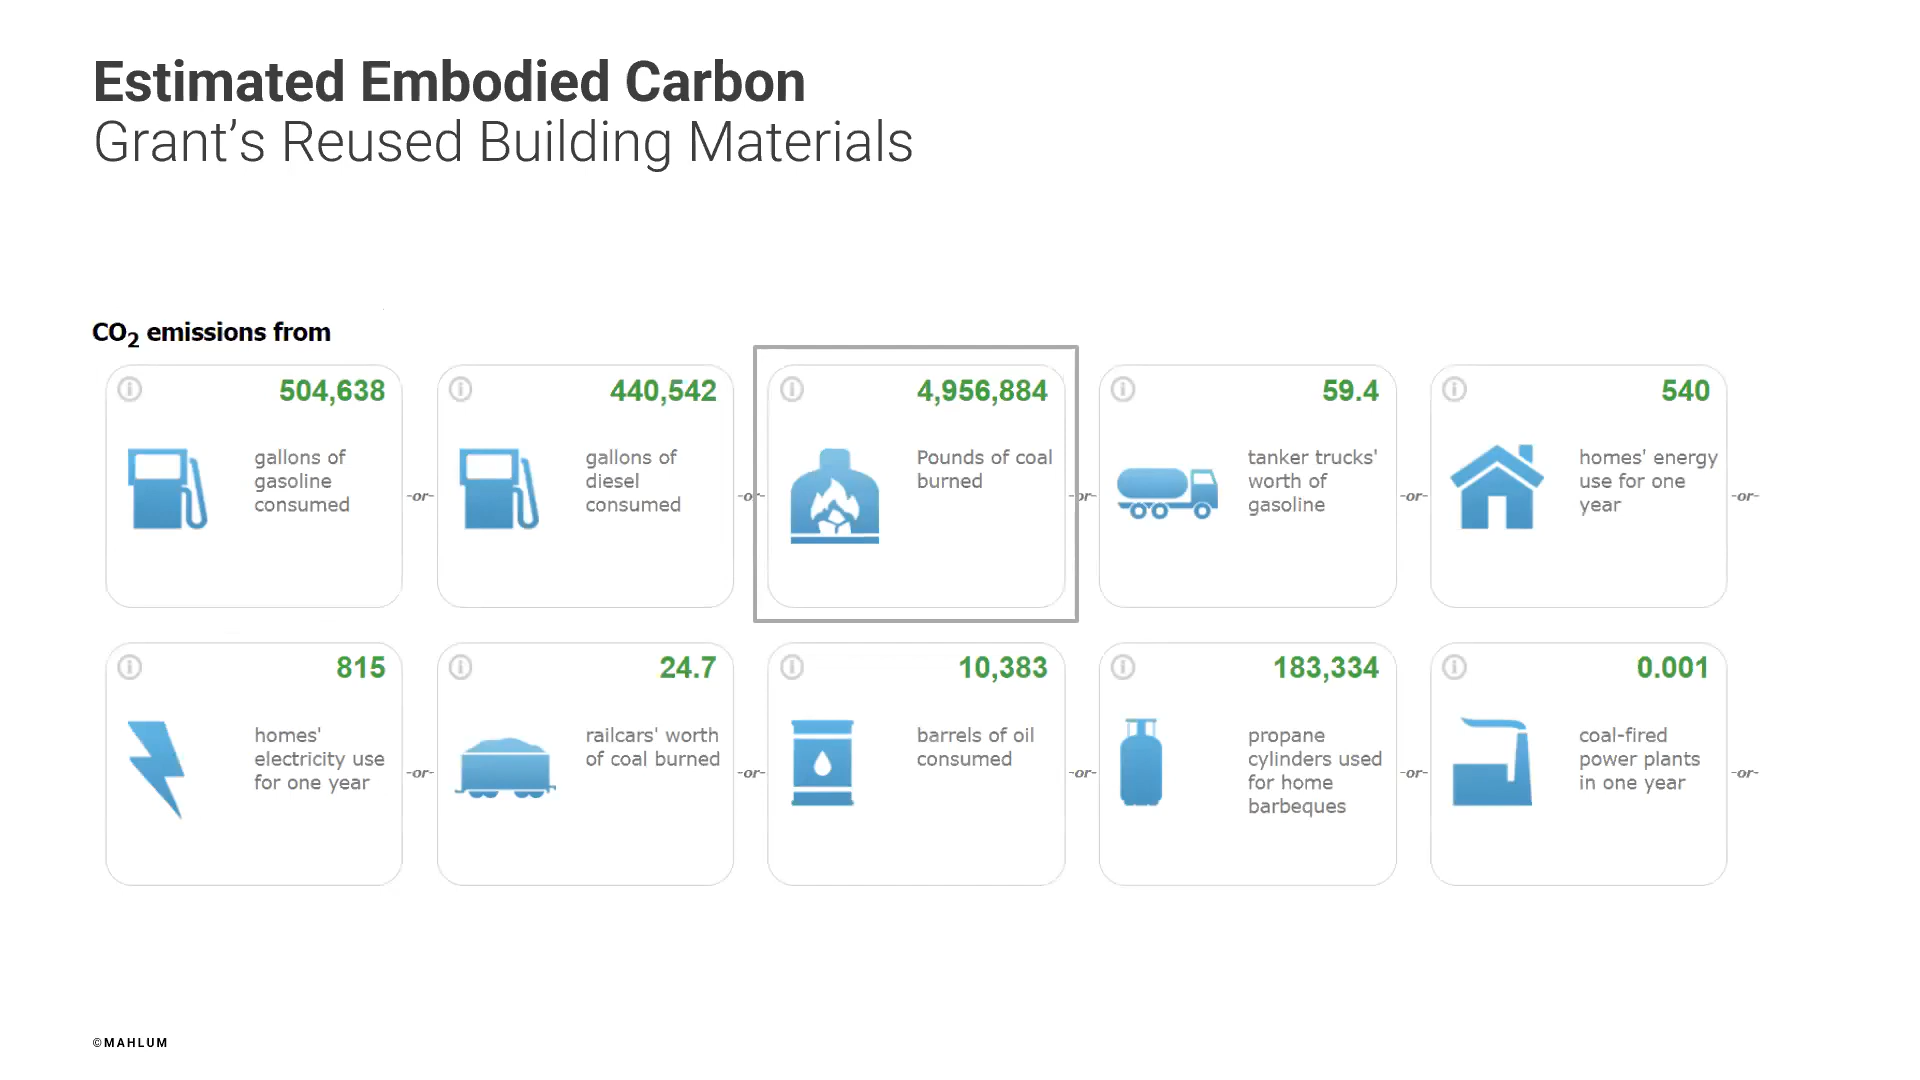 Estimated Embodied Carbon
Grant’s Reused Building Materials
CO2 emissions from
504,638
gallons of
gasoline
consumed
-or-
440,542
gallons of
diesel
consumed
-or-
4,956,884
Pounds of coal
burned
-or-
59.4
tanker trucks'
worth of
gasoline
-or-
540
homes' energy
use for one
year
-or-
815
homes'
electricity use
for one year
-or-
24.7
railcars' worth
of coal burned
-or-
10,383
barrels of oil
consumed
-or-
183,334
propane
cylinders used
for home
barbeques
-or-
0.001
coal-fired
power plants
in one year
-or-
©MAHLUM